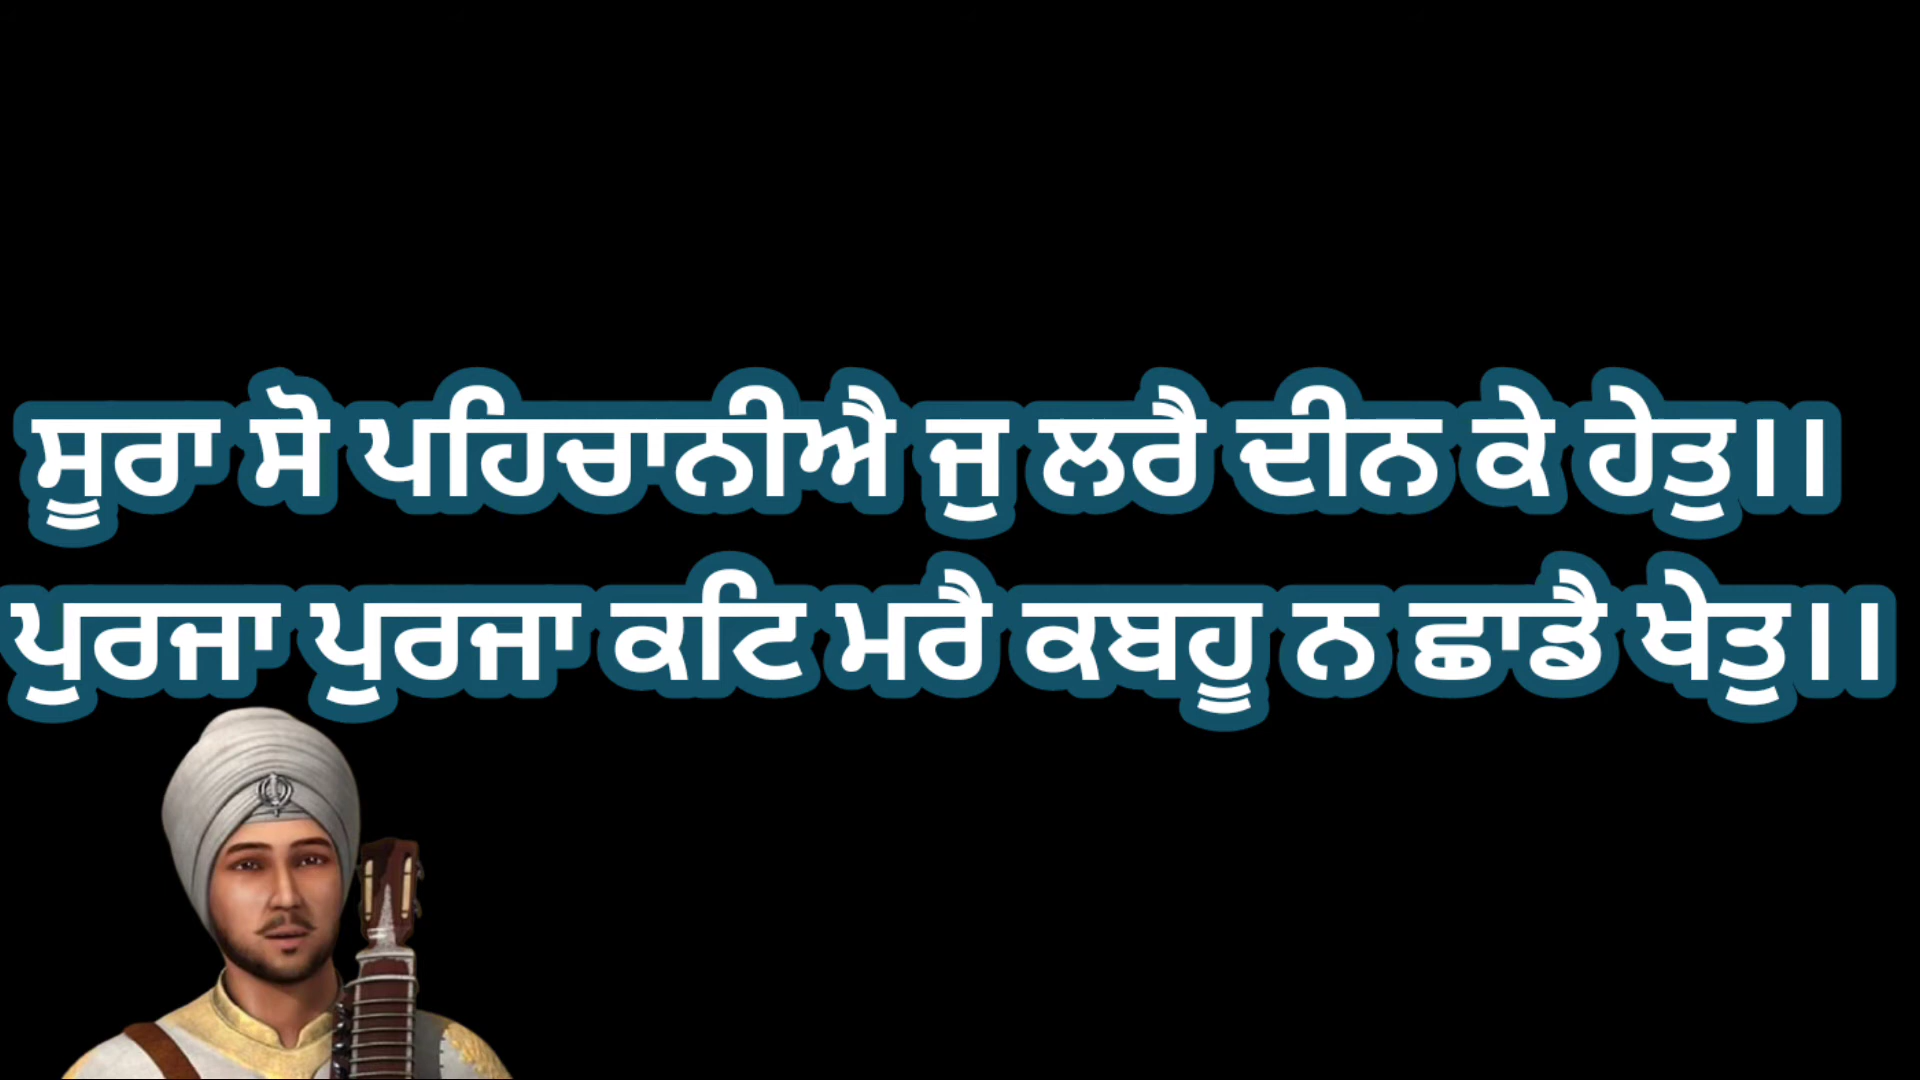 ਸੂਰਾ ਸੋ ਪਹਿਚਾਨੀਐ ਜੁ ਲਰੈ ਦੀਨ ਕੇ ਹੇਤੁ।।
ਪੁਰਜਾ ਪੁਰਜਾ ਕਟਿ ਮਰੈ ਕਬਹੂ ਨ ਛਾਡੈ ਖੇਤੁ।।